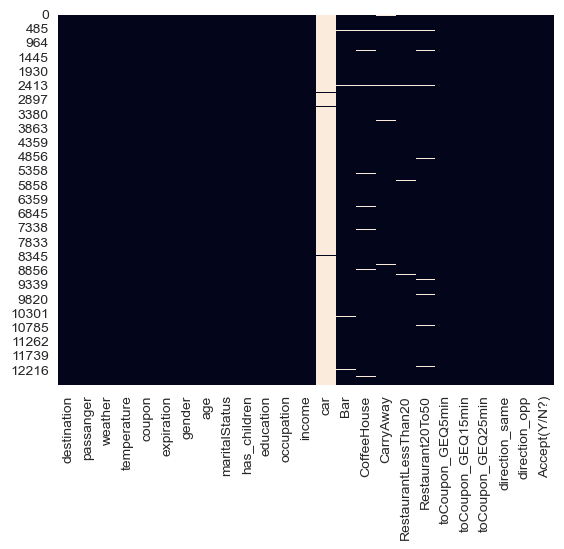 0
485
964
1445
1930
2413
2897
3380
3863
4359
4856
5358
5858
6359
6845
7338
7833
8345
8856
9339
9820
10301
10785
11262
11739
12216
destination
passanger
weather
temperature
coupon
expiration
gender
age
maritalStatus
has_children
education
occupation
income
car
Bar
CoffeeHouse
CarryAway
RestaurantLessThan20
Restaurant20To50
toCoupon_GEQ5min
toCoupon_GEQ15min
toCoupon_GEQ25min
direction_same
direction_opp
Accept(Y/N?)